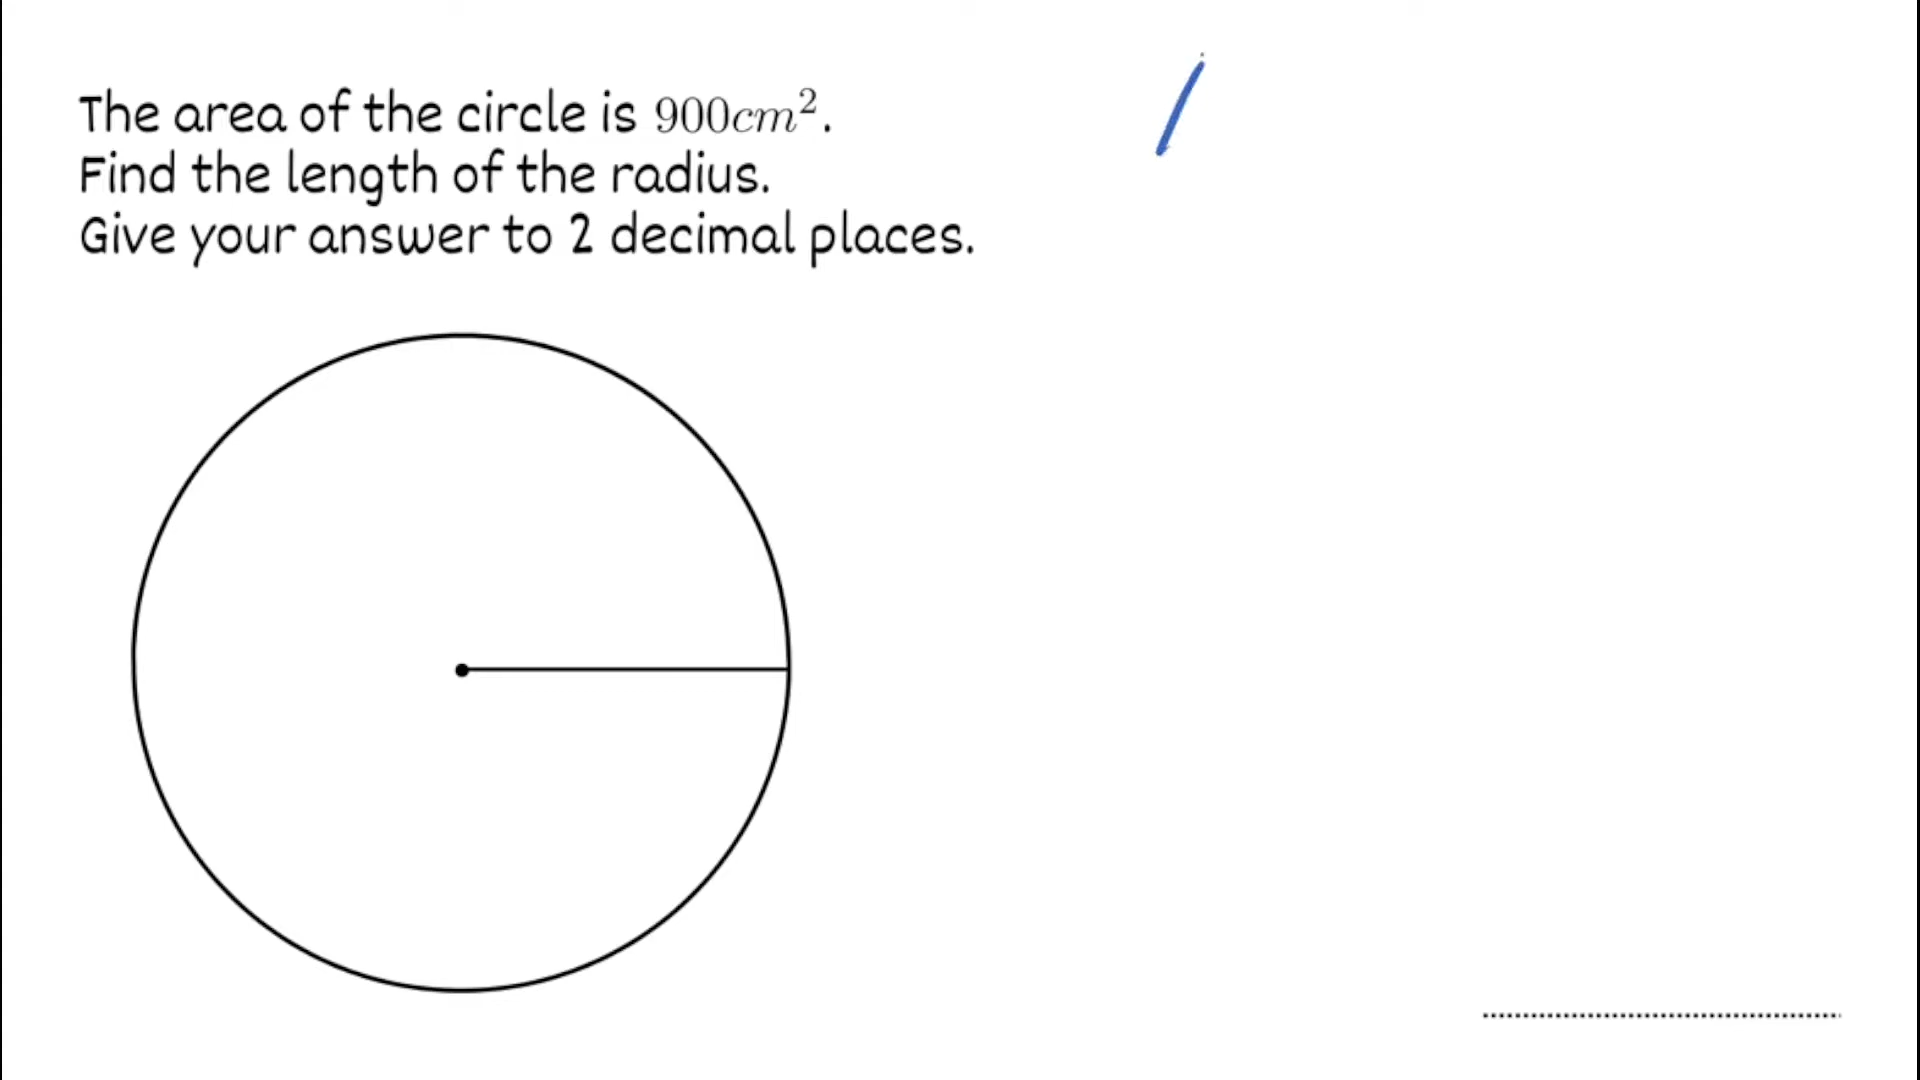 The area of the circle is 900cm².
Find the length of the radius.
Give your answer to 2 decimal places.